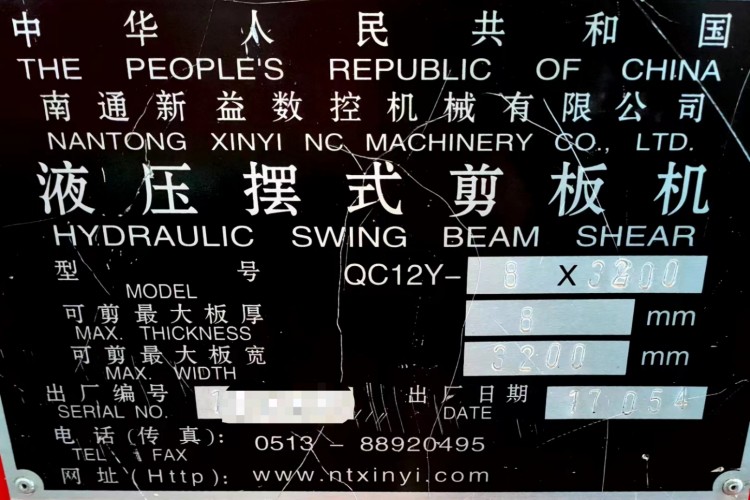 中华人民共和国
THE PEOPLE'S REPUBLIC OF CHINA
南通新益数控机械有限公司
NANTONG XINYI NC MACHINERY CO., LTD.
液压摆式剪板机
HYDRAULIC SWING BEAM SHEAR
型号 QC12Y- 8 X 3200
MODEL
可剪最大板厚 8 mm
MAX. THICKNESS
可剪最大板宽 3200 mm
MAX. WIDTH
出厂编号 出厂日期 17054
SERIAL NO. DATE
电话(传真): 0513 - 88920495
TEL FAX
网址(Http): www.ntxinyi.com